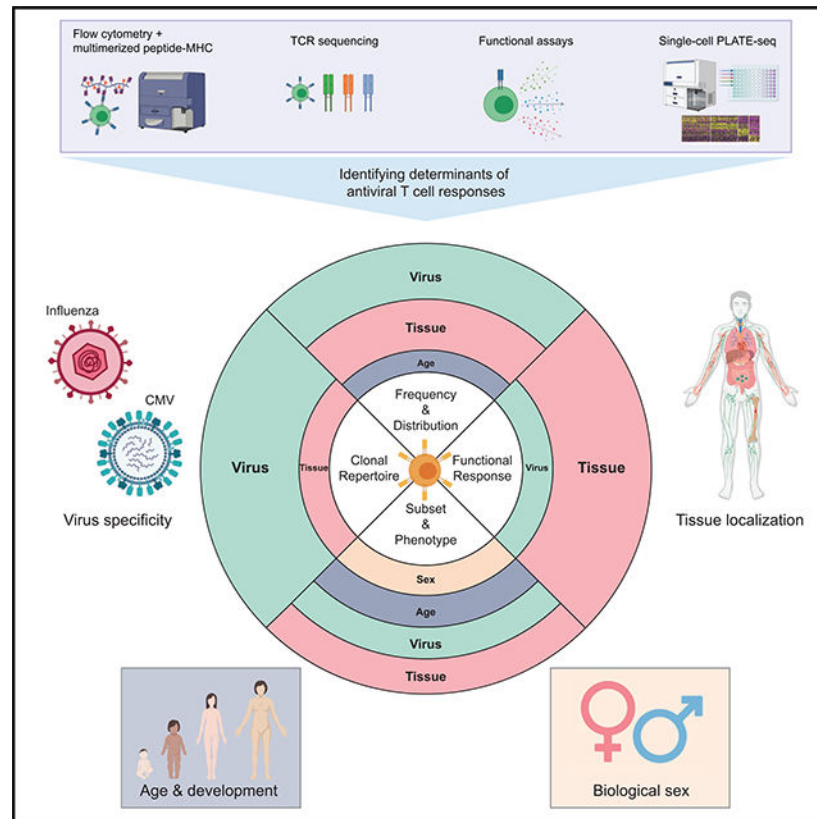 Flow cytometry +
multimerized peptide-MHC
TCR sequencing
Functional assays
Single-cell PLATE-seq
Identifying determinants of
antiviral T cell responses
Virus
Tissue
Age
Frequency
&
Distribution
Influenza
CMV
Virus specificity
Virus
Tissue
Clonal
Repertoire
Functional
Response
Virus
Tissue
Tissue localization
Subset
&
Phenotype
Sex
Age
Virus
Tissue
Age & development
Biological sex